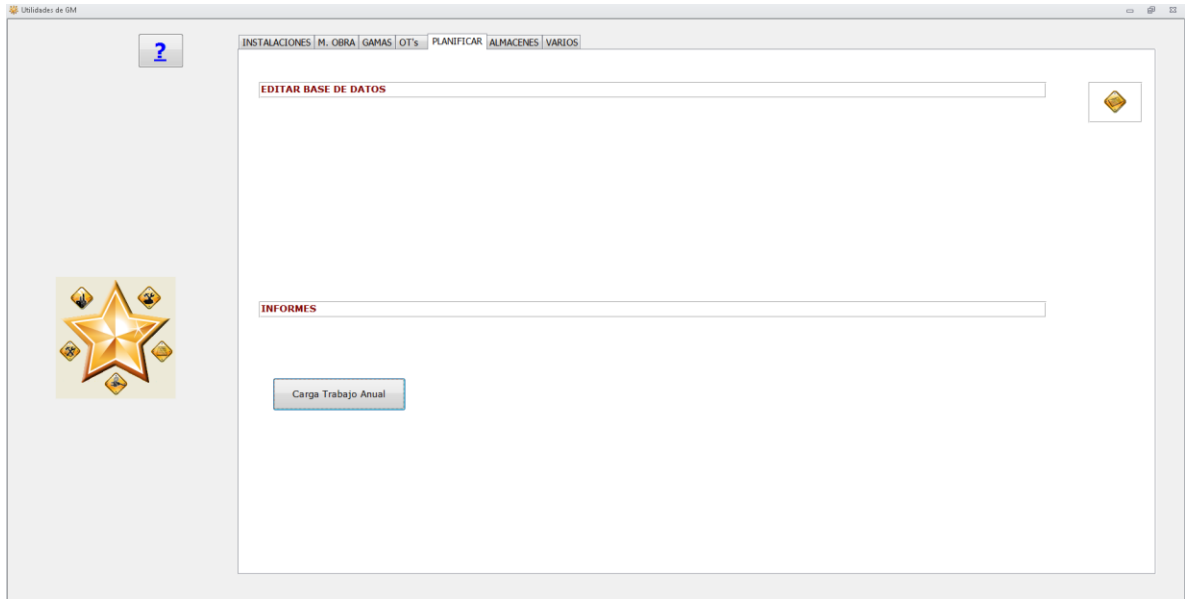 Utilidades de GM
?
INSTALACIONES M. OBRA GAMAS OT's PLANIFICAR ALMACENES VARIOS
EDITAR BASE DE DATOS
INFORMES
Carga Trabajo Anual